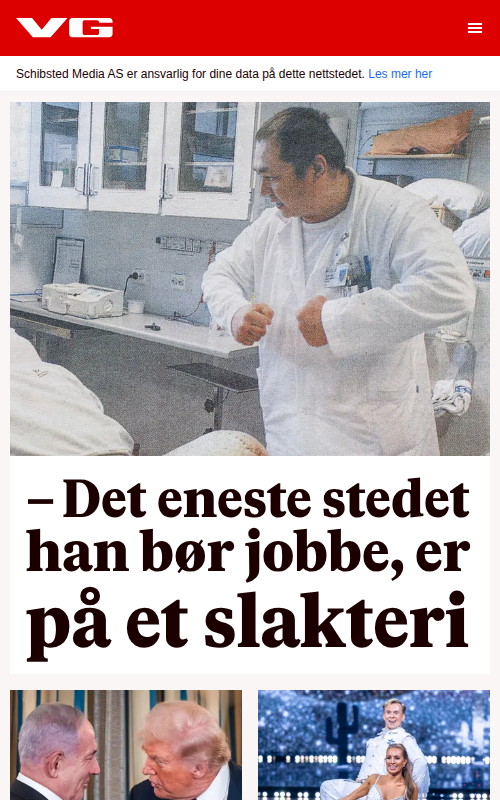 VG
Schibsted Media AS er ansvarlig for dine data på dette nettstedet. Les mer her
– Det eneste stedet
han bør jobbe, er
på et slakteri